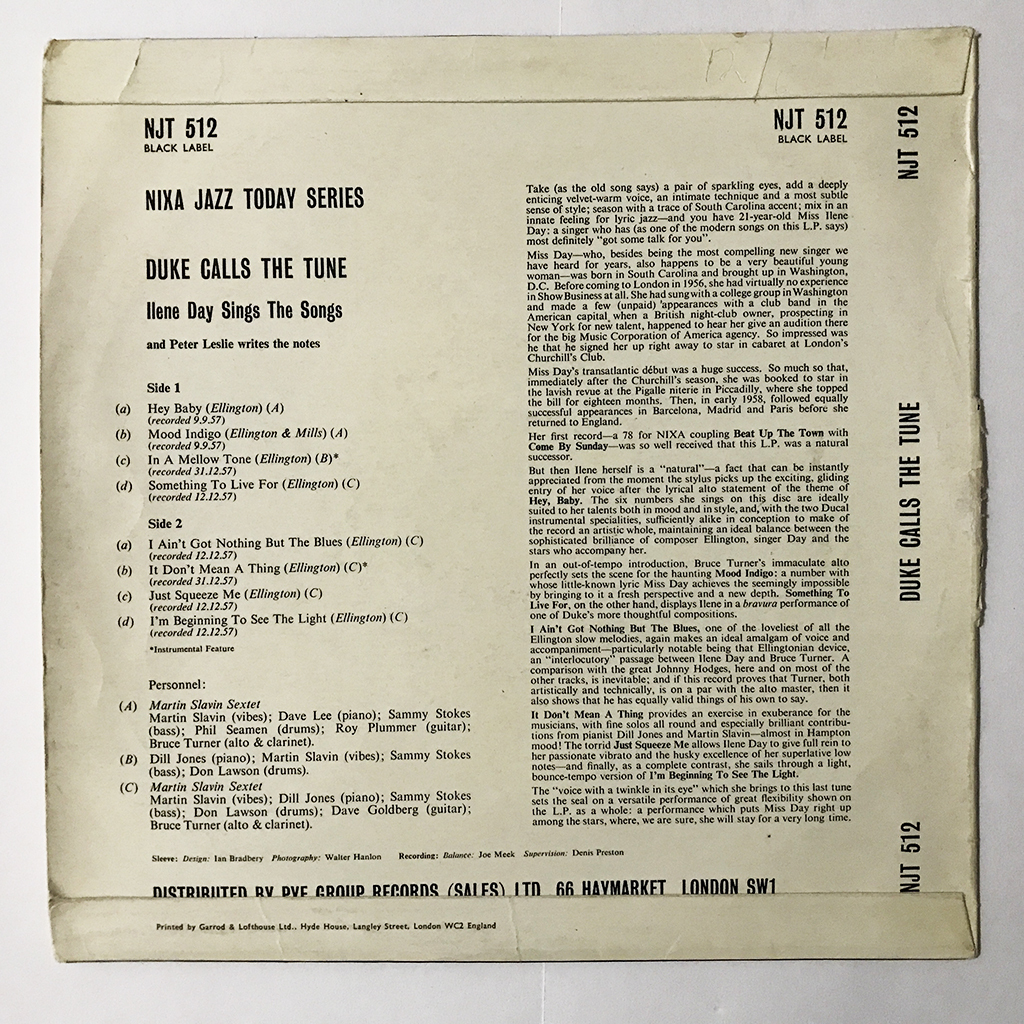 NJT 512
BLACK LABEL
NJT 512
BLACK LABEL
NIXA JAZZ TODAY SERIES
DUKE CALLS THE TUNE
Ilene Day Sings The Songs
and Peter Leslie writes the notes
Side 1
(a) Hey Baby (Ellington) (A)
(recorded 9.9.57)
(b) Mood Indigo (Ellington & Mills) (A)
(recorded 9.9.57)
(c) In A Mellow Tone (Ellington) (B)*
(recorded 31.12.57)
(d) Something To Live For (Ellington) (C)
(recorded 12.12.57)
Side 2
(a) I Ain't Got Nothing But The Blues (Ellington) (C)
(recorded 12.12.57)
(b) It Don't Mean A Thing (Ellington) (C)*
(recorded 31.12.57)
(c) Just Squeeze Me (Ellington) (C)
(recorded 12.12.57)
(d) I'm Beginning To See The Light (Ellington) (C)
(recorded 12.12.57)
*Instrumental Feature
Personnel:
(A) Martin Slavin Sextet
Martin Slavin (vibes); Dave Lee (piano); Sammy Stokes
(bass); Phil Seamen (drums); Roy Plummer (guitar);
Bruce Turner (alto & clarinet).
(B) Dill Jones (piano); Martin Slavin (vibes); Sammy Stokes
(bass); Don Lawson (drums).
(C) Martin Slavin Sextet
Martin Slavin (vibes); Dill Jones (piano); Sammy Stokes
(bass); Don Lawson (drums); Dave Goldberg (guitar);
Bruce Turner (alto & clarinet).
Take (as the old song says) a pair of sparkling eyes, add a deeply
enticing velvet-warm voice, an intimate technique and a most subtle
sense of style; season with a trace of South Carolina accent; mix in an
innate feeling for lyric jazz—and you have 21-year-old Miss Ilene
Day: a singer who has (as one of the modern songs on this L.P. says)
most definitely "got some talk for you".
Miss Day—who, besides being the most compelling new singer we
have heard for years, also happens to be a very beautiful young
woman—was born in South Carolina and brought up in Washington,
D.C. Before coming to London in 1956, she had virtually no experience
in Show Business at all. She had sung with a college group in Washington
and made a few (unpaid) appearances with a club band in the
American capital, when a British night-club owner, prospecting in
New York for new talent, happened to hear her give an audition there
for the big Music Corporation of America agency. So impressed was
he that he signed her up right away to star in cabaret at London's
Churchill's Club.
Miss Day's transatlantic début was a huge success. So much so that,
immediately after the Churchill's season, she was booked to star in
the lavish revue at the Pigalle niterie in Piccadilly, where she topped
the bill for eighteen months. Then, in early 1958, followed equally
successful appearances in Barcelona, Madrid and Paris before she
returned to England.
Her first record—a 78 for NIXA coupling Beat Up The Town with
Come By Sunday—was so well received that this L.P. was a natural
successor.
But then Ilene herself is a "natural"—a fact that can be instantly
appreciated from the moment the stylus picks up the exciting, gliding
entry of her voice after the lyrical alto statement of the theme of
Hey, Baby. The six numbers she sings on this disc are ideally
suited to her talents both in mood and in style, and, with the two Ducal
instrumental specialities, sufficiently alike in conception to make of
the record an artistic whole, maintaining an ideal balance between the
sophisticated brilliance of composer Ellington, singer Day and the
stars who accompany her.
In an out-of-tempo introduction, Bruce Turner's immaculate alto
perfectly sets the scene for the haunting Mood Indigo; a number with
whose little-known lyric Miss Day achieves the seemingly impossible
by bringing to it a fresh perspective and a new depth. Something To
Live For, on the other hand, displays Ilene in a bravura performance of
one of Duke's more thoughtful compositions.
I Ain't Got Nothing But The Blues, one of the loveliest of all the
Ellington slow melodies, again makes an ideal amalgam of voice and
accompaniment—particularly notable being that Ellingtonian device,
an "interlocutory" passage between Ilene Day and Bruce Turner. A
comparison with the great Johnny Hodges, here and on most of the
other tracks, is inevitable; and if this record proves that Turner, both
artistically and technically, is on a par with the alto master, then it
also shows that he has equally valid things of his own to say.
It Don't Mean A Thing provides an exercise in exuberance for the
musicians, with fine solos all round and especially brilliant contribu-
tions from pianist Dill Jones and Martin Slavin—almost in Hampton
mood! The torrid Just Squeeze Me allows Ilene Day to give full rein to
her passionate vibrato and the husky excellence of her superlative low
notes—and finally, as a complete contrast, she sails through a light,
bounce-tempo version of I'm Beginning To See The Light.
The "voice with a twinkle in its eye" which she brings to this last tune
sets the seal on a versatile performance of great flexibility shown on
the L.P. as a whole: a performance which puts Miss Day right up
among the stars, where, we are sure, she will stay for a very long time.
Sleeve: Design: Ian Bradbery Photography: Walter Hanlon Recording: Balance: Joe Meek Supervision: Denis Preston
DISTRIBUTED BY PYE GROUP RECORDS (SALES) LTD 66 HAYMARKET LONDON SW1
Printed by Garrod & Lofthouse Ltd., Hyde House, Langley Street, London WC2 England
NJT 512
DUKE CALLS THE TUNE
NJT 512